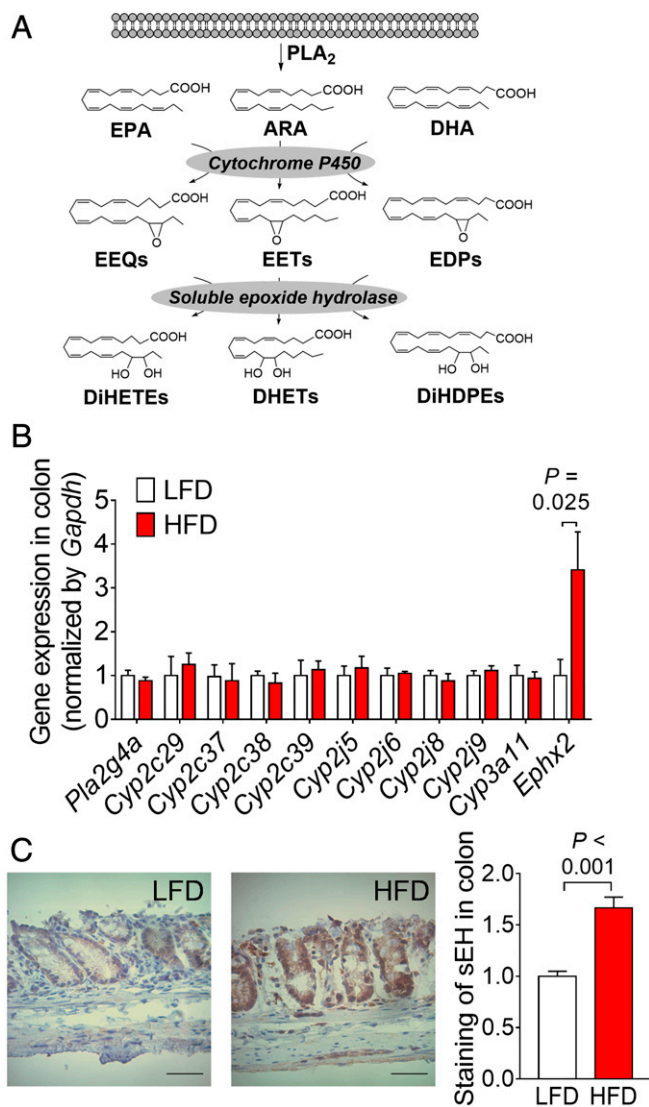 A
PLA₂
COOH COOH COOH
EPA ARA DHA
Cytochrome P450
COOH COOH COOH
O O O
EEQs EETs EDPs
Soluble epoxide hydrolase
COOH COOH COOH
HO OH HO OH HO OH
DiHETEs DHETs DiHDPEs
B
Gene expression in colon
(normalized by Gapdh)
5
4
3
2
1
0
LFD
HFD
P =
0.025
Pla2g4a
Cyp2c29
Cyp2c37
Cyp2c38
Cyp2c39
Cyp2j5
Cyp2j6
Cyp2j8
Cyp2j9
Cyp3a11
Ephx2
C
LFD
HFD
Staining of sEH in colon
2.0
1.5
1.0
0.5
0.0
P <
0.001
LFD HFD